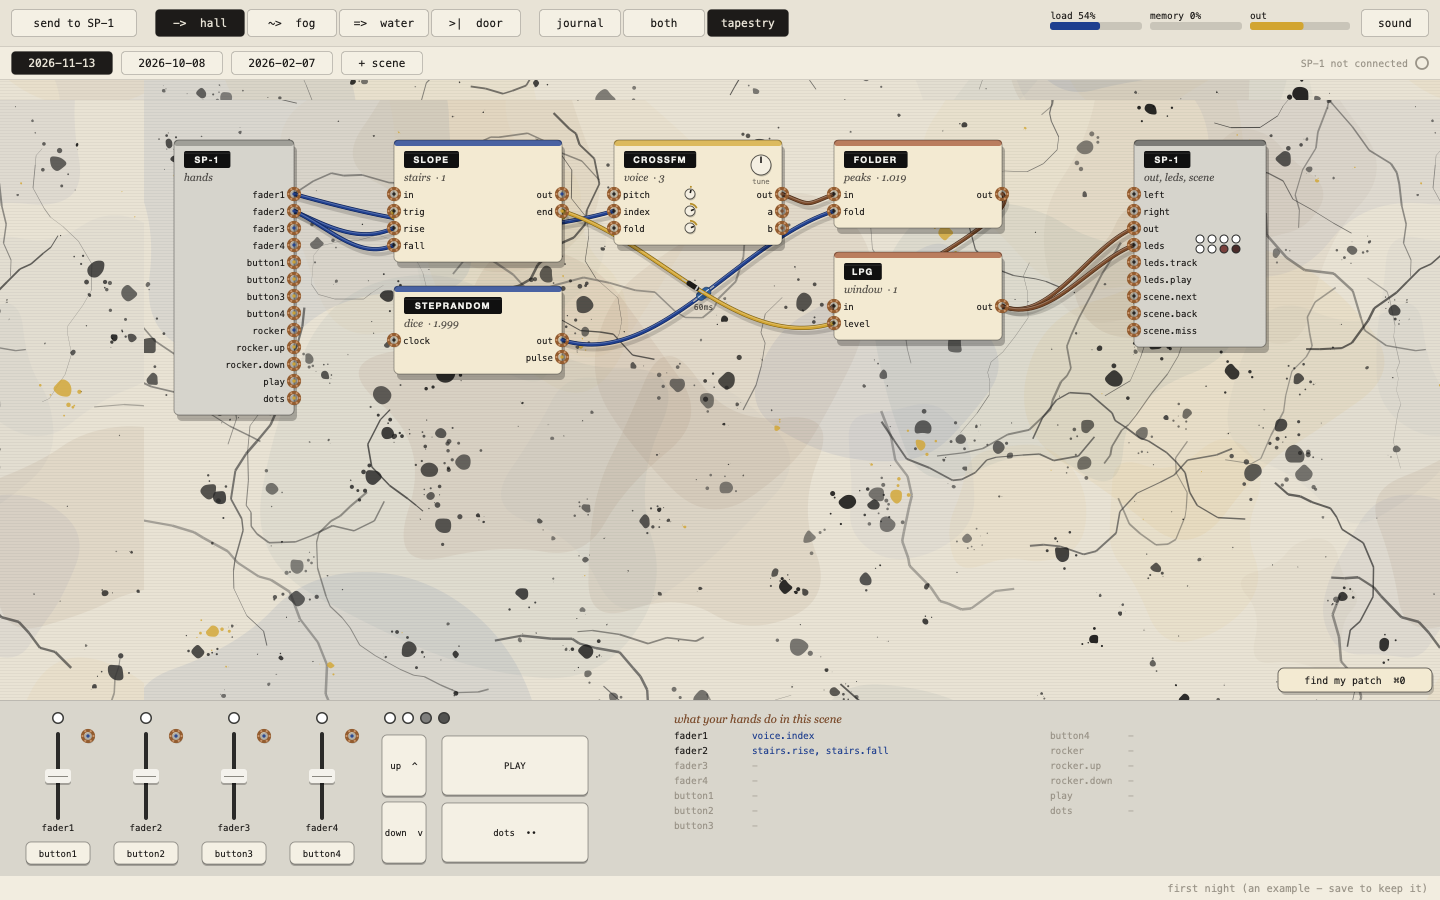 send to SP-1
—> hall
~> fog
=> water
>| door
journal
both
tapestry
load 54%
memory 0%
out
sound
2026-11-13
2026-10-08
2026-02-07
+ scene
SP-1 not connected
SP-1
hands
fader1
fader2
fader3
fader4
button1
button2
button3
button4
rocker
rocker.up
rocker.down
play
dots
SLOPE
stairs · 1
in
trig
rise
fall
out
end
STEPRANDOM
dice · 1.999
clock
out
pulse
CROSSFM
voice · 3
tune
pitch
index
fold
out
a
b
60ms
FOLDER
peaks · 1.019
in
fold
out
LPG
window · 1
in
level
out
SP-1
out, leds, scene
left
right
out
leds
leds.track
leds.play
scene.next
scene.back
scene.miss
find my patch ⌘0
fader1
fader2
fader3
fader4
button1
button2
button3
button4
up ^
down v
PLAY
dots ••
what your hands do in this scene
fader1 voice.index
fader2 stairs.rise, stairs.fall
fader3 —
fader4 —
button1 —
button2 —
button3 —
button4 —
rocker —
rocker.up —
rocker.down —
play —
dots —
first night (an example — save to keep it)